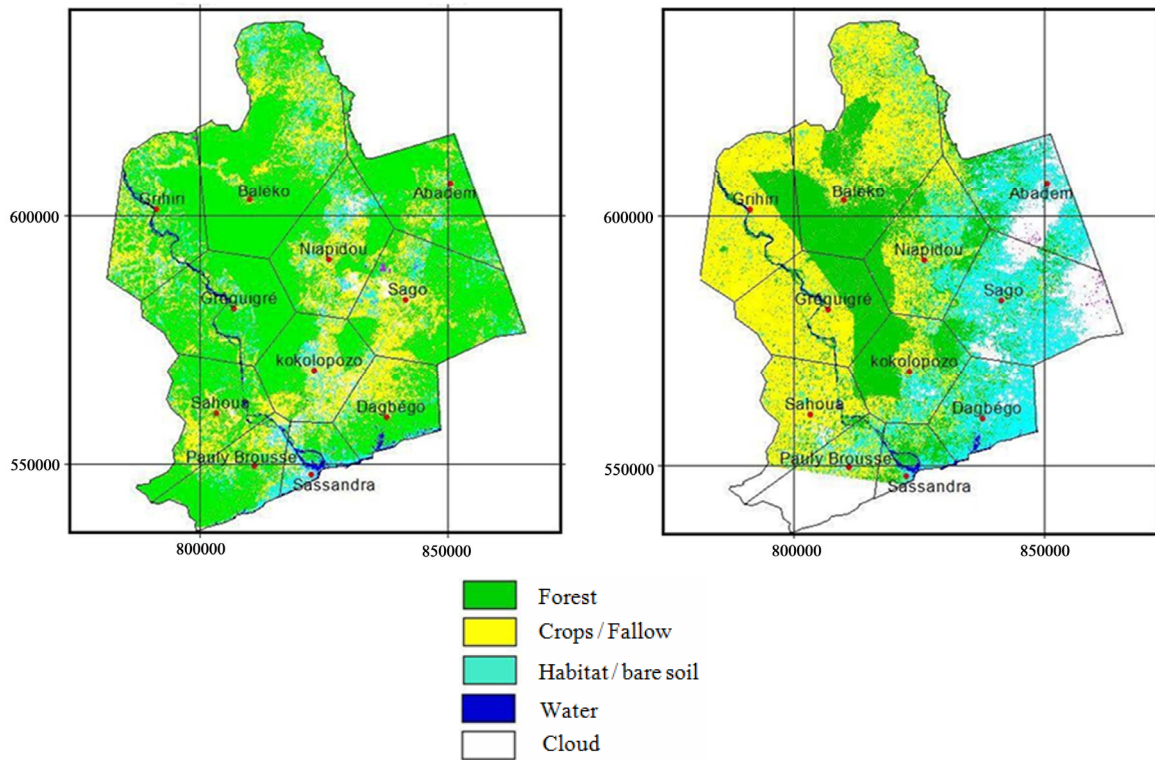 Baléko
Abadem
Grihiri
600000
Niapidou
Sago
Gréguigré
kokolopozo
Sahoua
Dagbégo
Pauly Brousse
550000
Sassandra
800000
850000
Baléko
Abadem
Grihiri
600000
Niapidou
Sago
Gréguigré
kokolopozo
Sahoua
Dagbégo
Pauly Brousse
550000
Sassandra
800000
850000
Forest
Crops / Fallow
Habitat / bare soil
Water
Cloud